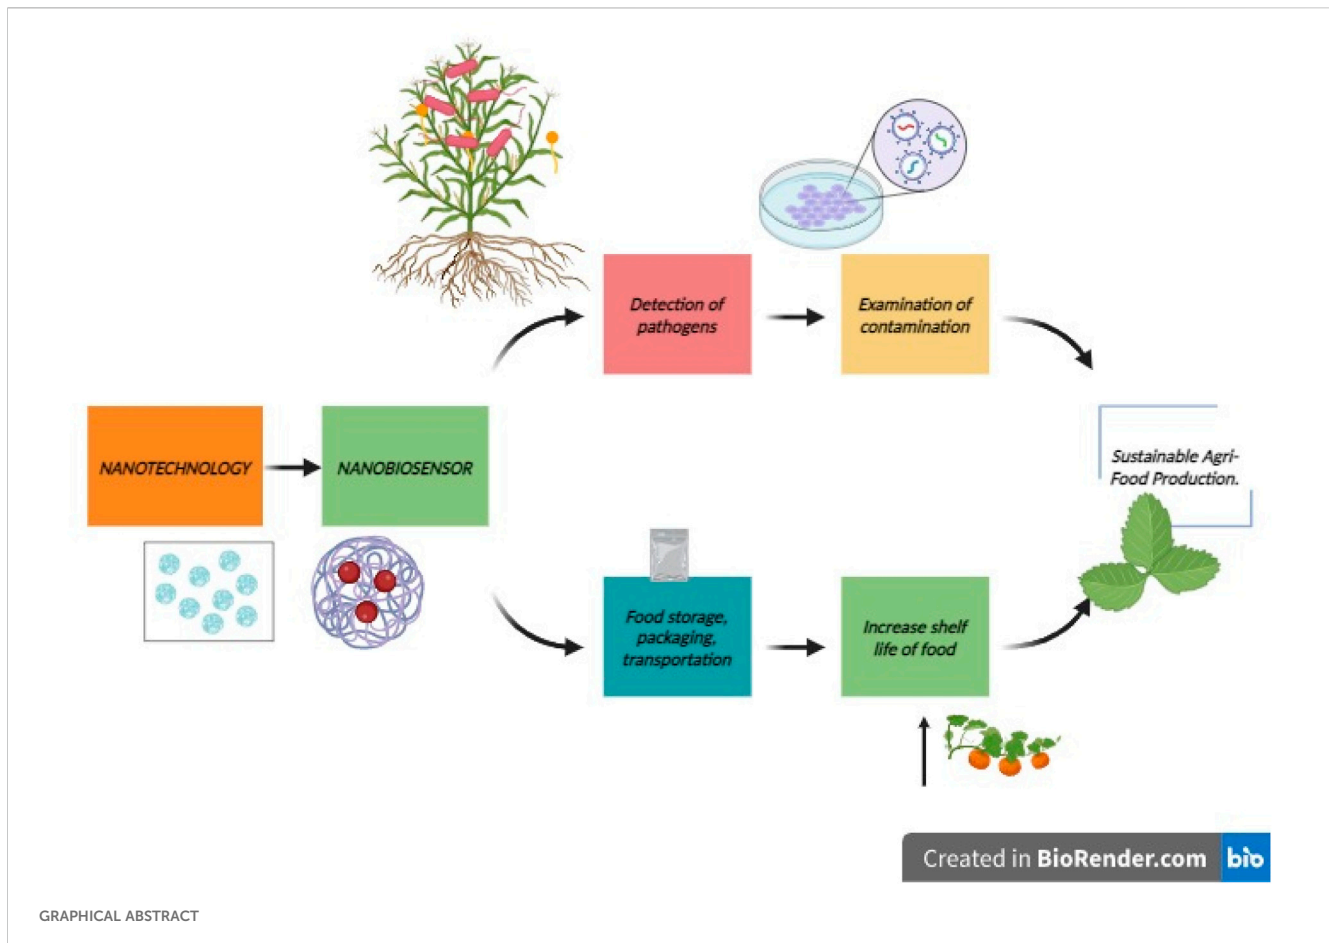 NANOTECHNOLOGY
NANOBIOSENSOR
Detection of
pathogens
Examination of
contamination
Food storage,
packaging,
transportation
Increase shelf
life of food
Sustainable Agri-
Food Production.
Created in BioRender.com bio
GRAPHICAL ABSTRACT